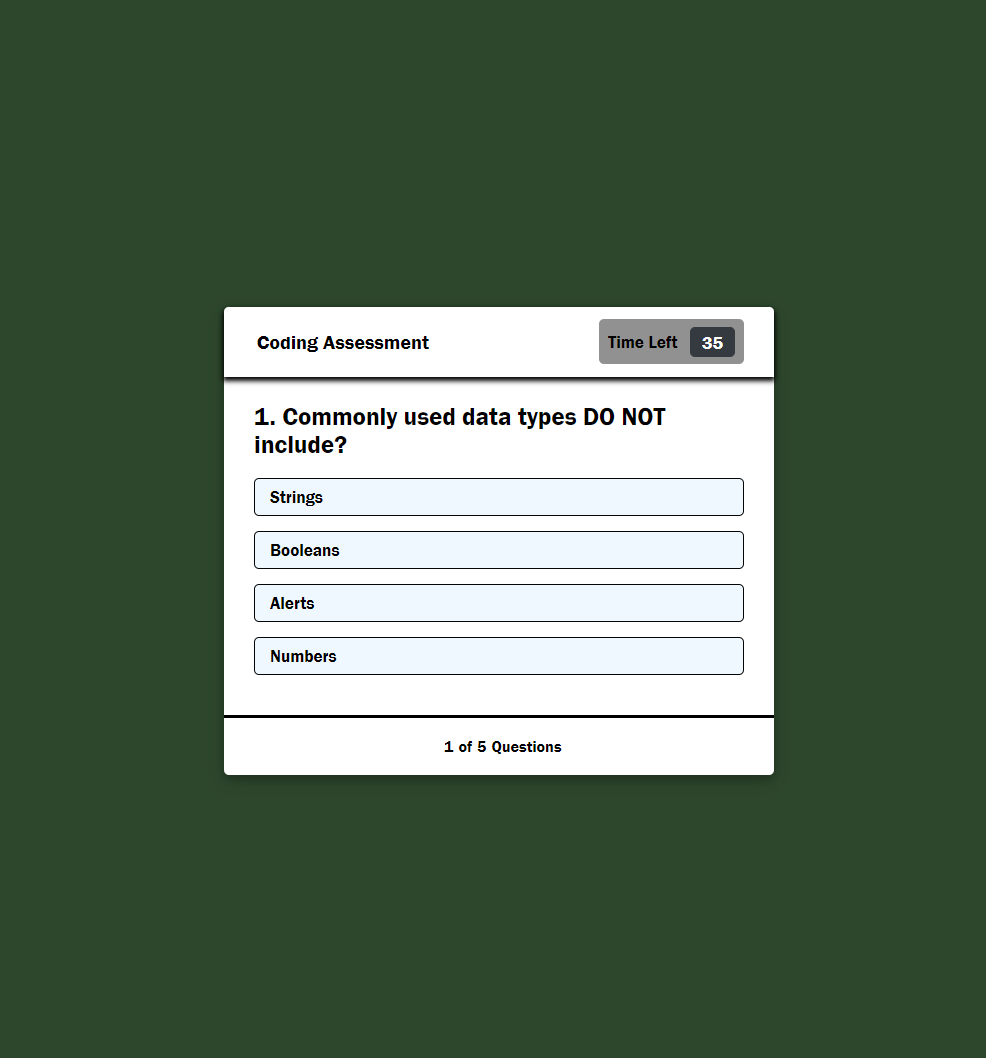 Coding Assessment
Time Left 35
1. Commonly used data types DO NOT
include?
Strings
Booleans
Alerts
Numbers
1 of 5 Questions